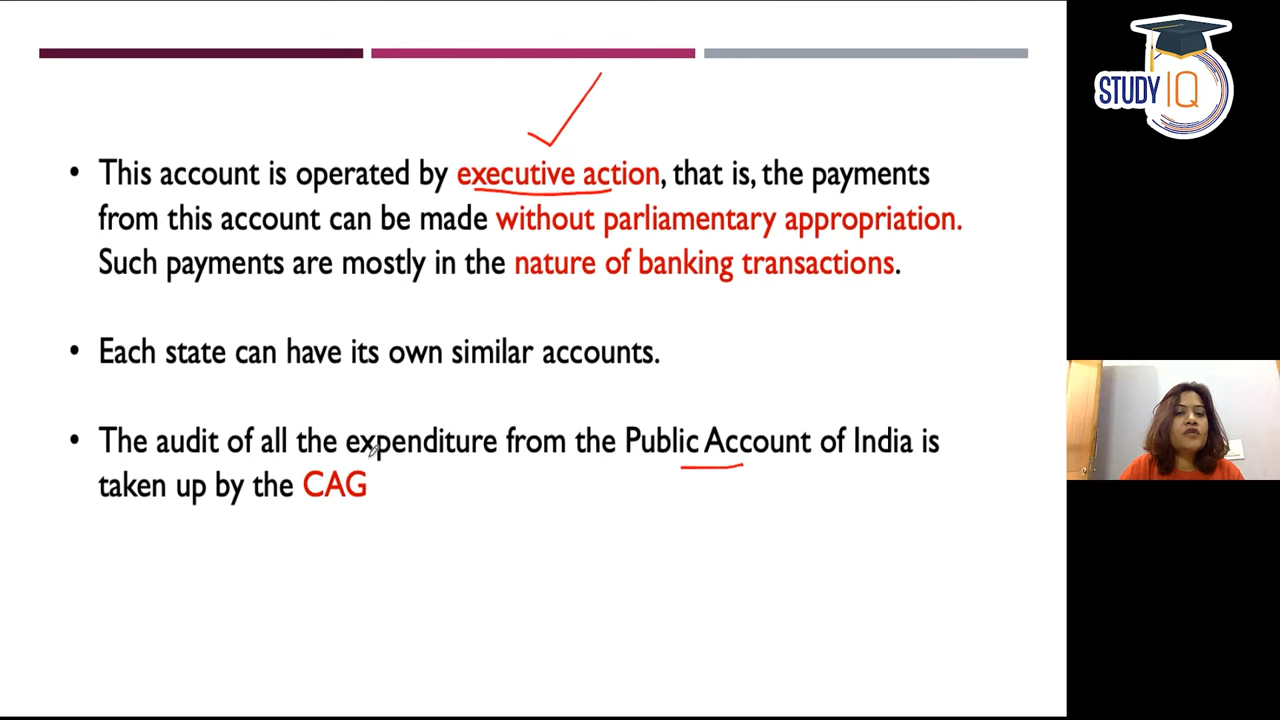 STUDY IQ
• This account is operated by executive action, that is, the payments
from this account can be made without parliamentary appropriation.
Such payments are mostly in the nature of banking transactions.
• Each state can have its own similar accounts.
• The audit of all the expenditure from the Public Account of India is
taken up by the CAG